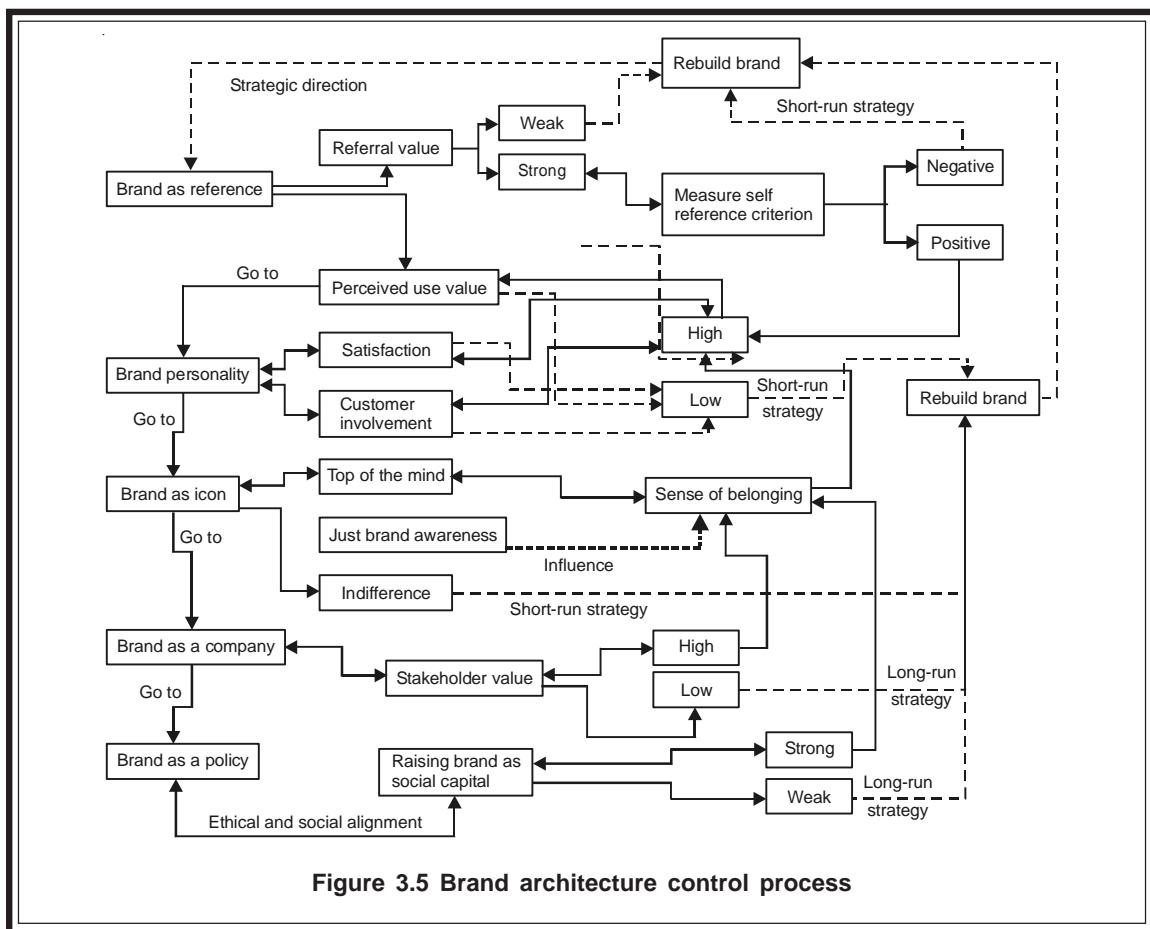 Rebuild brand
Strategic direction
Short-run strategy
Weak
Referral value
Strong
Negative
Brand as reference
Measure self
reference criterion
Positive
Go to
Perceived use value
High
Satisfaction
Brand personality
Customer
involvement
Low
Short-run
strategy
Rebuild brand
Go to
Top of the mind
Brand as icon
Sense of belonging
Go to
Just brand awareness
Influence
Indifference
Short-run strategy
Brand as a company
High
Stakeholder value
Low
Long-run
strategy
Go to
Brand as a policy
Raising brand as
social capital
Strong
Weak
Long-run
strategy
Ethical and social alignment
Figure 3.5 Brand architecture control process